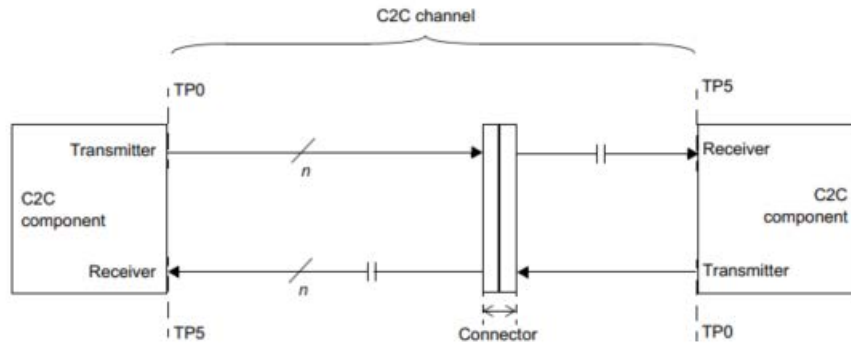 C2C channel
TP0
TP5
Transmitter
Receiver
n
C2C
component
C2C
component
Receiver
Transmitter
n
TP5
Connector
TP0